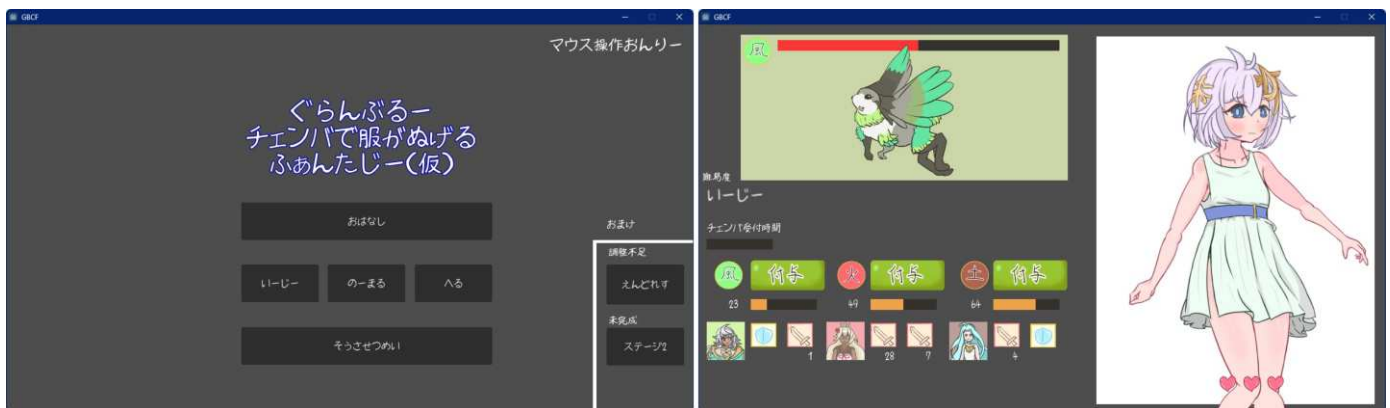 GBCF
マウス操作おんりー
ぐらんぶるー
チェンバで服がぬげる
ふぁんたじー(仮)
おはなし
いーじー
のーまる
へる
そうさせつめい
おまけ
調整不足
えんどれす
未完成
ステージ2
GBCF
風
難易度
いーじー
チェンバ受付時間
風
付与
火
付与
土
付与
23
49
64
1
28
7
4